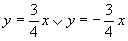 y = 3/4 x ∨ y = − 3/4 x